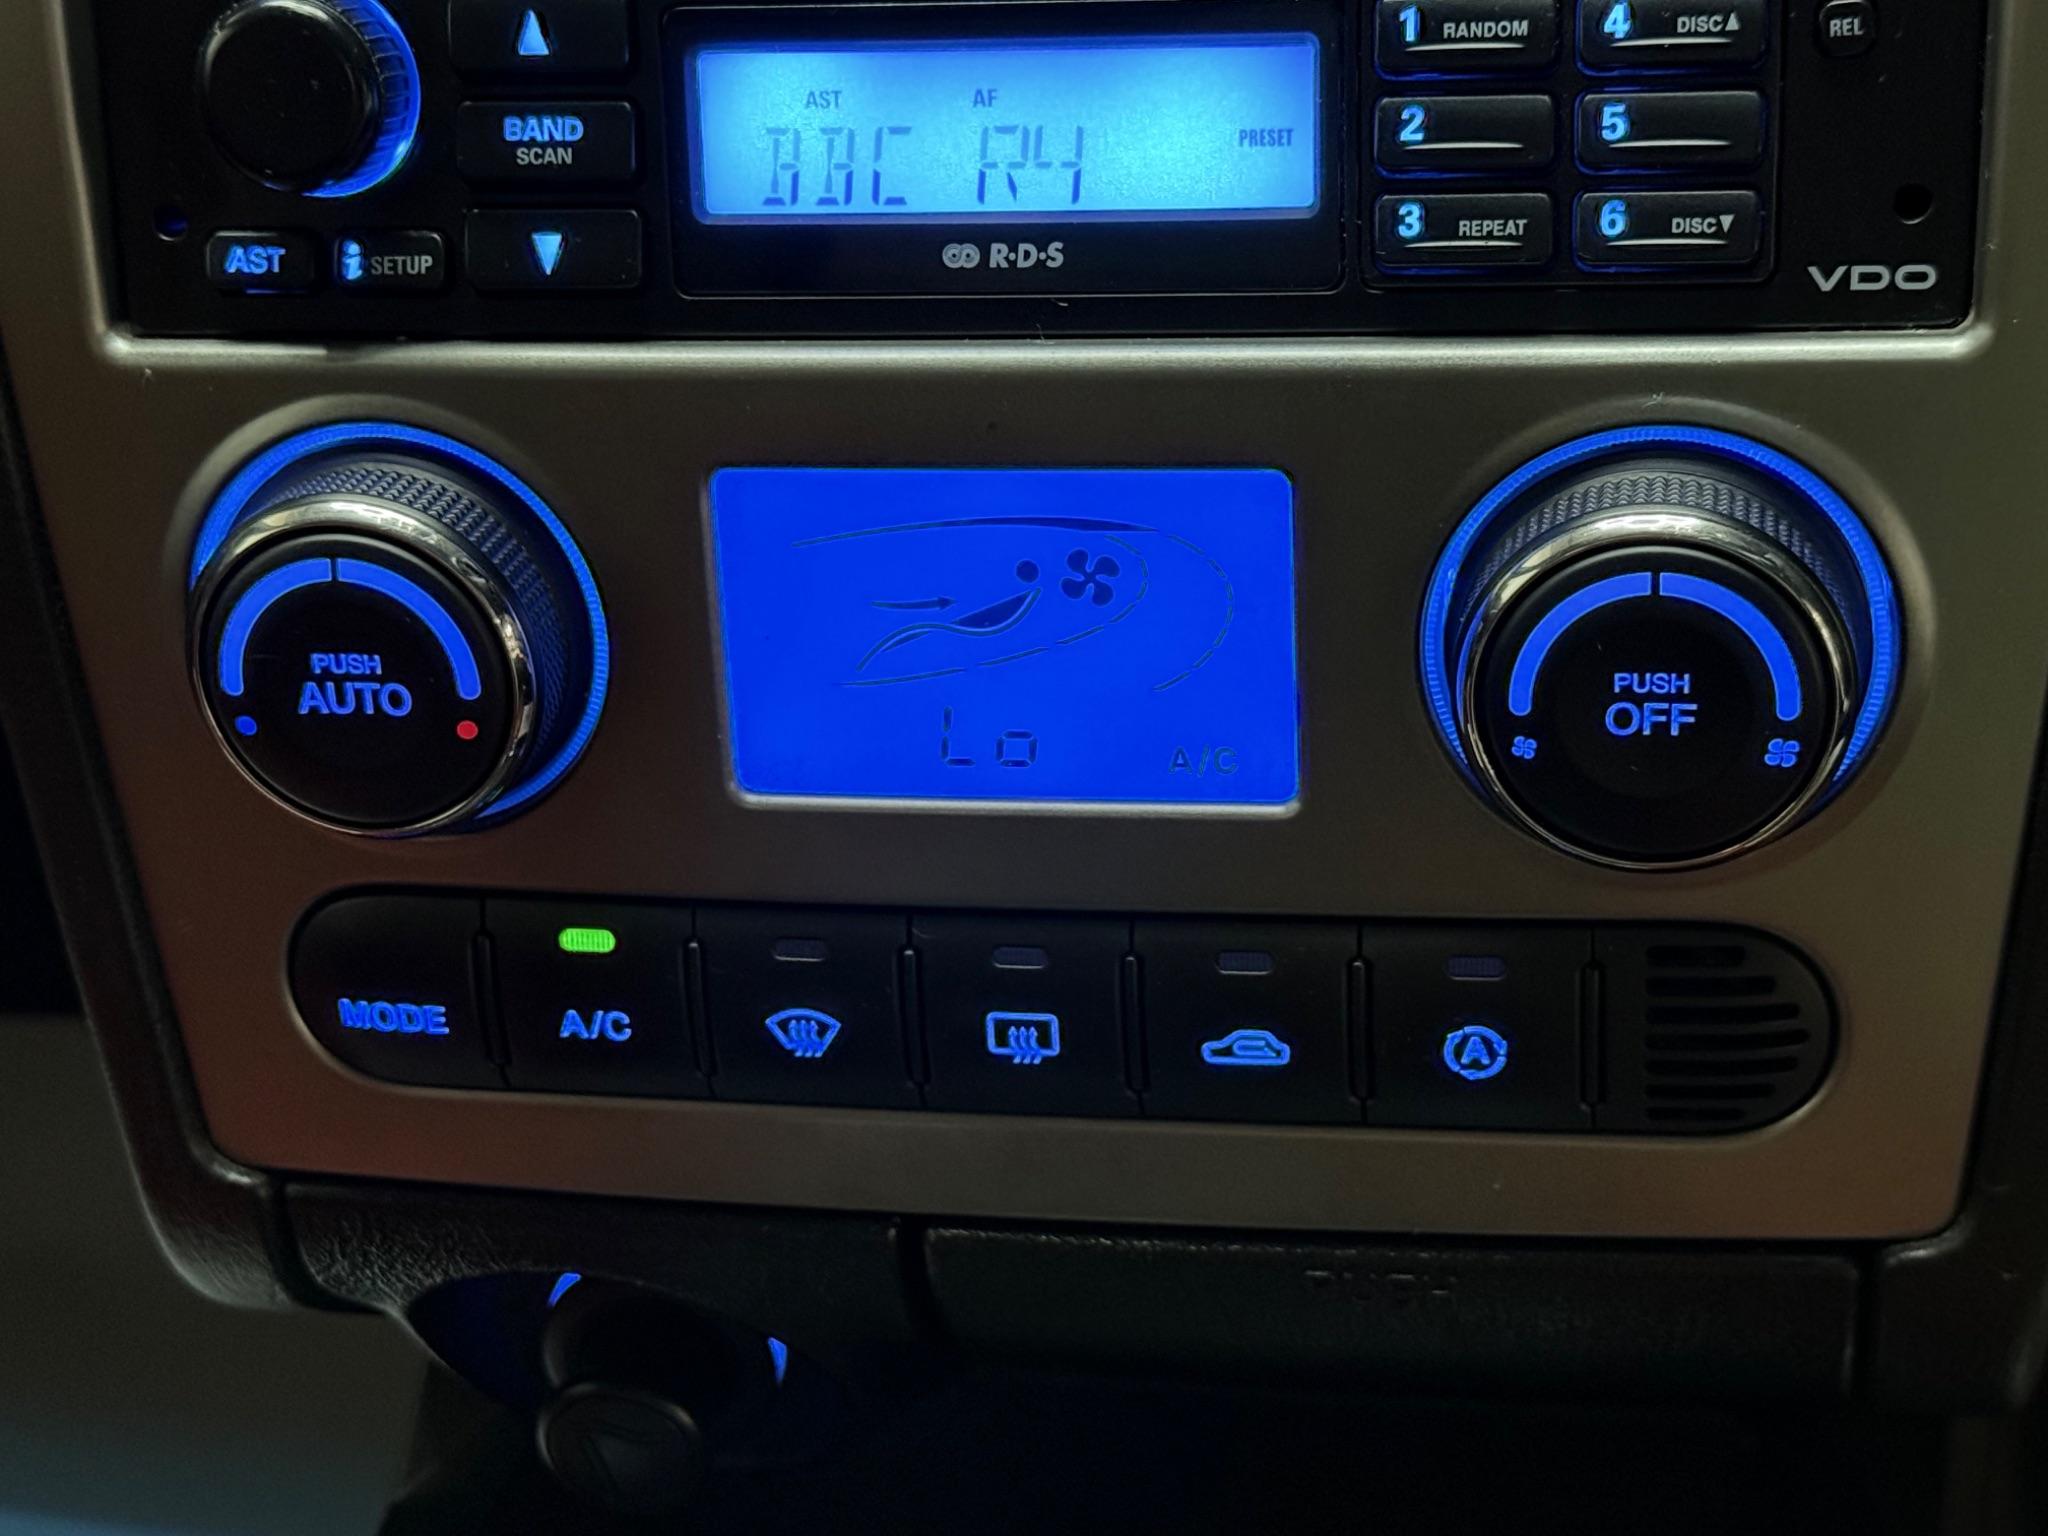 1 RANDOM
4 DISC▲
REL
BAND
SCAN
AST AF
BBC R4
PRESET
2
5
3 REPEAT
6 DISC▼
AST
i SETUP
R·D·S
VDO
PUSH
AUTO
Lo
A/C
PUSH
OFF
MODE
A/C
A
PUSH